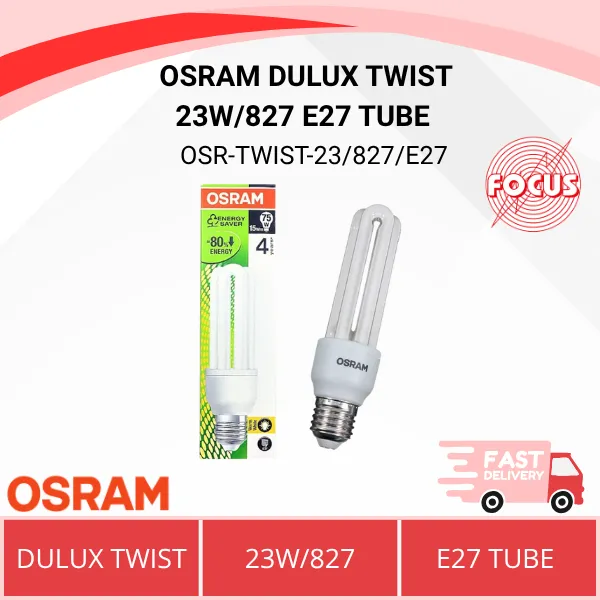 OSRAM DULUX TWIST
23W/827 E27 TUBE
OSR-TWIST-23/827/E27
FOCUS
OSRAM
ENERGY
SAVER
75
W
80%
ENERGY
4
OSRAM
FAST
DELIVERY
OSRAM
DULUX TWIST
23W/827
E27 TUBE